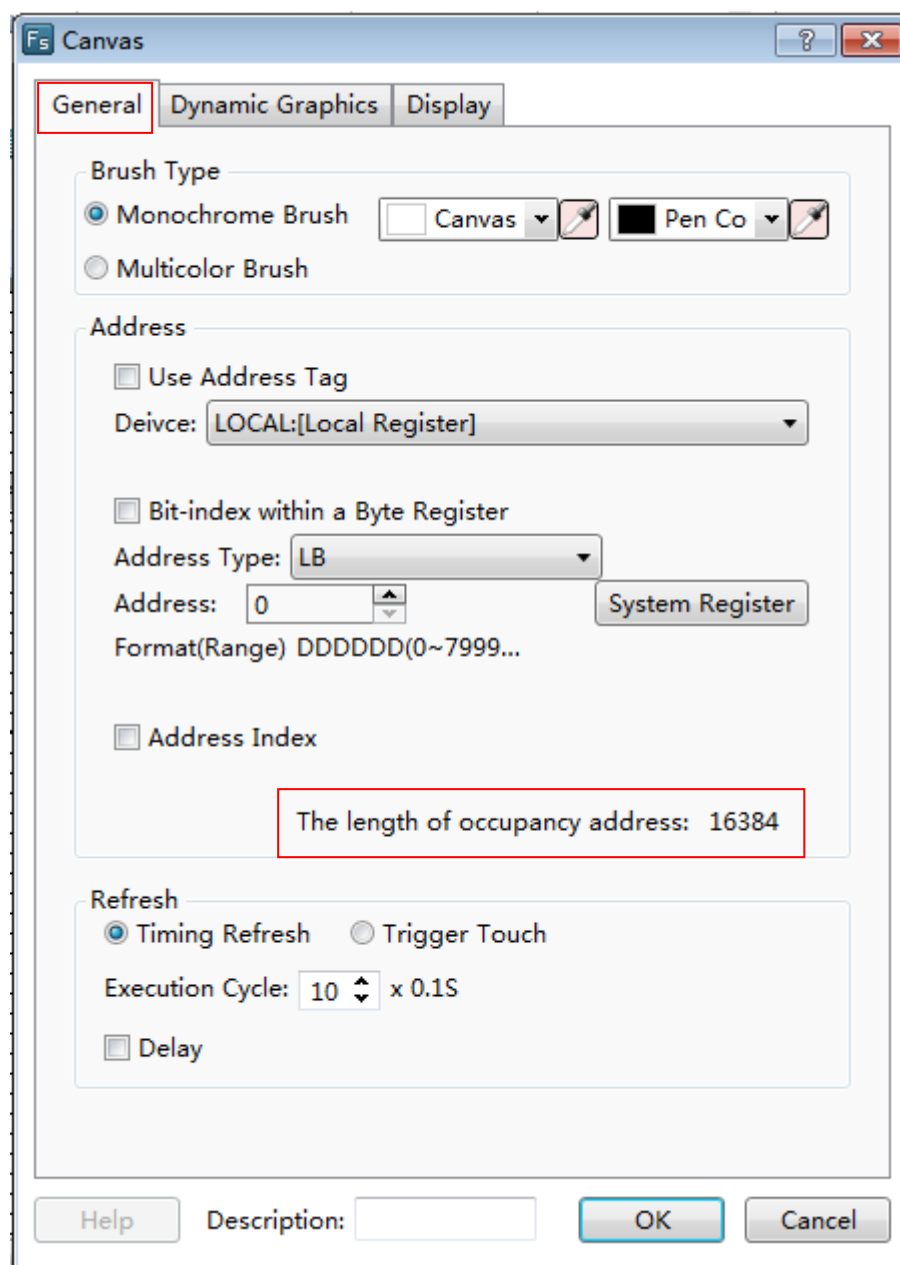 Fs Canvas ?
General Dynamic Graphics Display
Brush Type
Monochrome Brush Canvas Pen Co
Multicolor Brush
Address
Use Address Tag
Deivce: LOCAL:[Local Register]
Bit-index within a Byte Register
Address Type: LB
Address: 0 System Register
Format(Range) DDDDDD(0~7999...
Address Index
The length of occupancy address: 16384
Refresh
Timing Refresh Trigger Touch
Execution Cycle: 10 x 0.1S
Delay
Help Description: OK Cancel